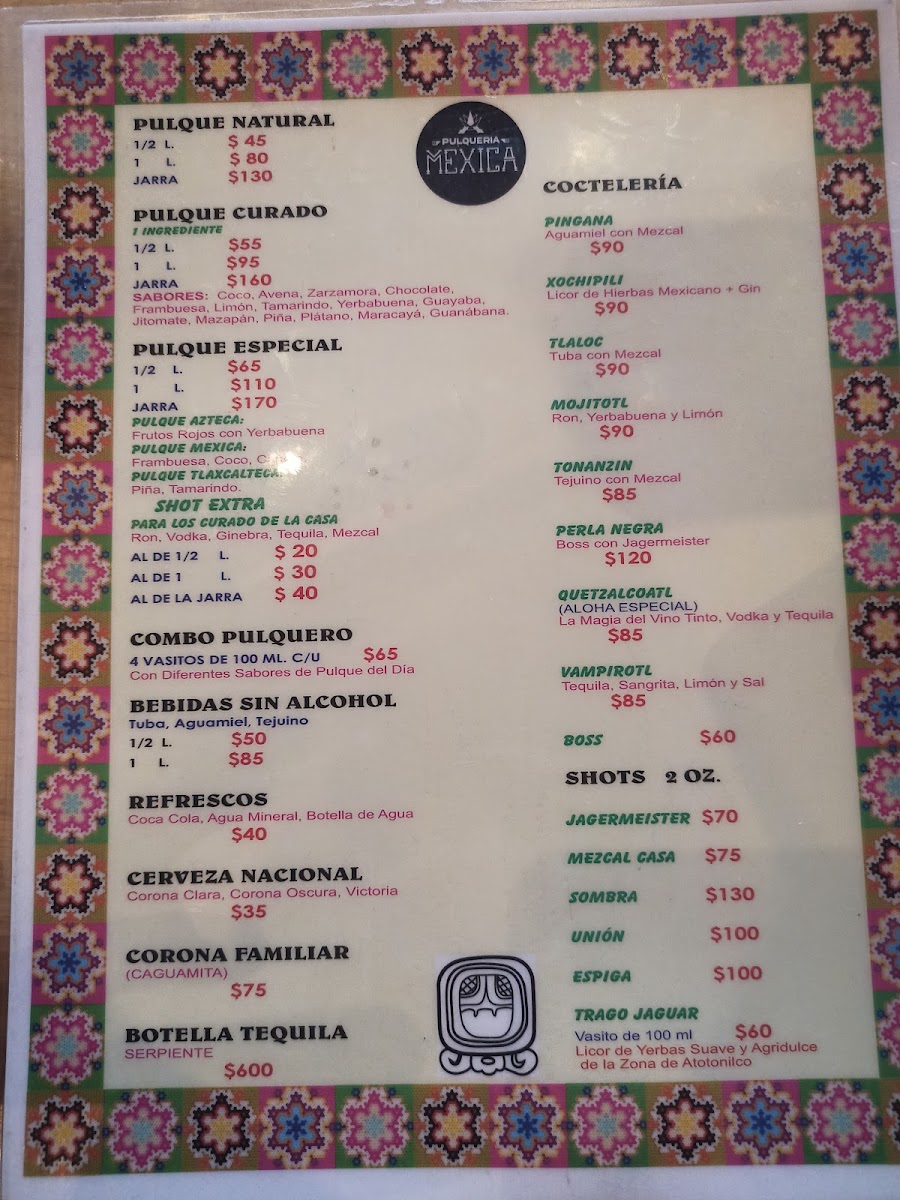 PULQUERIA
MEXICA
PULQUE NATURAL
1/2 L. $ 45
1 L. $ 80
JARRA $130
PULQUE CURADO
1 INGREDIENTE
1/2 L. $55
1 L. $95
JARRA $160
SABORES: Coco, Avena, Zarzamora, Chocolate,
Frambuesa, Limón, Tamarindo, Yerbabuena, Guayaba,
Jitomate, Mazapán, Piña, Plátano, Maracayá, Guanábana.
PULQUE ESPECIAL
1/2 L. $65
1 L. $110
JARRA $170
PULQUE AZTECA:
Frutos Rojos con Yerbabuena
PULQUE MEXICA:
Frambuesa, Coco,
PULQUE TLAXCALTECA:
Piña, Tamarindo.
SHOT EXTRA
PARA LOS CURADO DE LA CASA
Ron, Vodka, Ginebra, Tequila, Mezcal
AL DE 1/2 L. $ 20
AL DE 1 L. $ 30
AL DE LA JARRA $ 40
COMBO PULQUERO
4 VASITOS DE 100 ML. C/U $65
Con Diferentes Sabores de Pulque del Día
BEBIDAS SIN ALCOHOL
Tuba, Aguamiel, Tejuino
1/2 L. $50
1 L. $85
REFRESCOS
Coca Cola, Agua Mineral, Botella de Agua
$40
CERVEZA NACIONAL
Corona Clara, Corona Oscura, Victoria
$35
CORONA FAMILIAR
(CAGUAMITA)
$75
BOTELLA TEQUILA
SERPIENTE
$600
COCTELERÍA
PINGANA
Aguamiel con Mezcal
$90
XOCHIPILI
Licor de Hierbas Mexicano + Gin
$90
TLALOC
Tuba con Mezcal
$90
MOJITOTL
Ron, Yerbabuena y Limón
$90
TONANZIN
Tejuino con Mezcal
$85
PERLA NEGRA
Boss con Jagermeister
$120
QUETZALCOATL
(ALOHA ESPECIAL)
La Magia del Vino Tinto, Vodka y Tequila
$85
VAMPIROTL
Tequila, Sangrita, Limón y Sal
$85
BOSS $60
SHOTS 2 OZ.
JAGERMEISTER $70
MEZCAL CASA $75
SOMBRA $130
UNIÓN $100
ESPIGA $100
TRAGO JAGUAR
Vasito de 100 ml $60
Licor de Yerbas Suave y Agridulce
de la Zona de Atotonilco